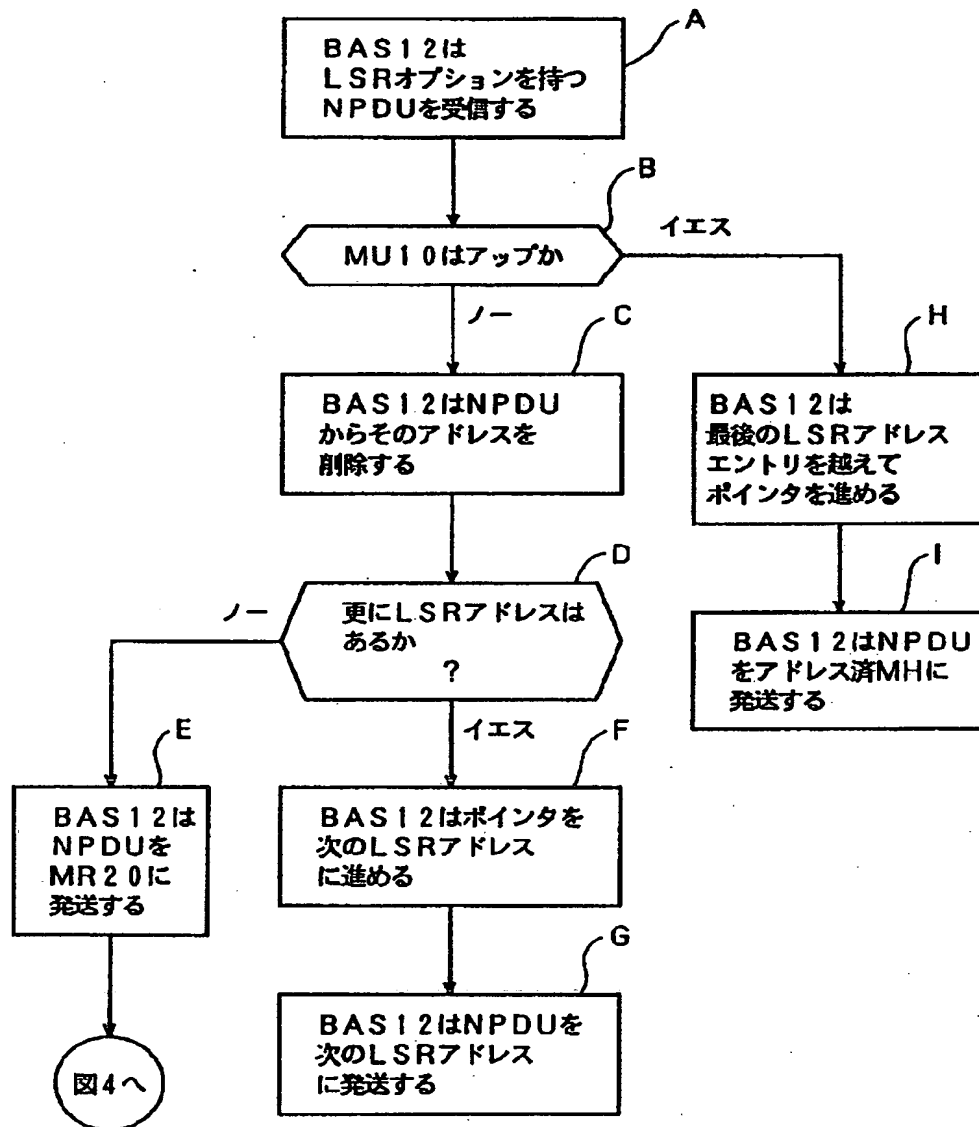 A
BAS12は
LSRオプションを持つ
NPDUを受信する
B
MU10はアップか
イエス
ノー
C
BAS12はNPDU
からそのアドレスを
削除する
H
BAS12は
最後のLSRアドレス
エントリを越えて
ポインタを進める
D
更にLSRアドレスは
あるか
?
ノー
イエス
I
BAS12はNPDU
をアドレス済MHに
発送する
E
BAS12は
NPDUを
MR20に
発送する
F
BAS12はポインタを
次のLSRアドレス
に進める
G
BAS12はNPDUを
次のLSRアドレス
に発送する
図4へ